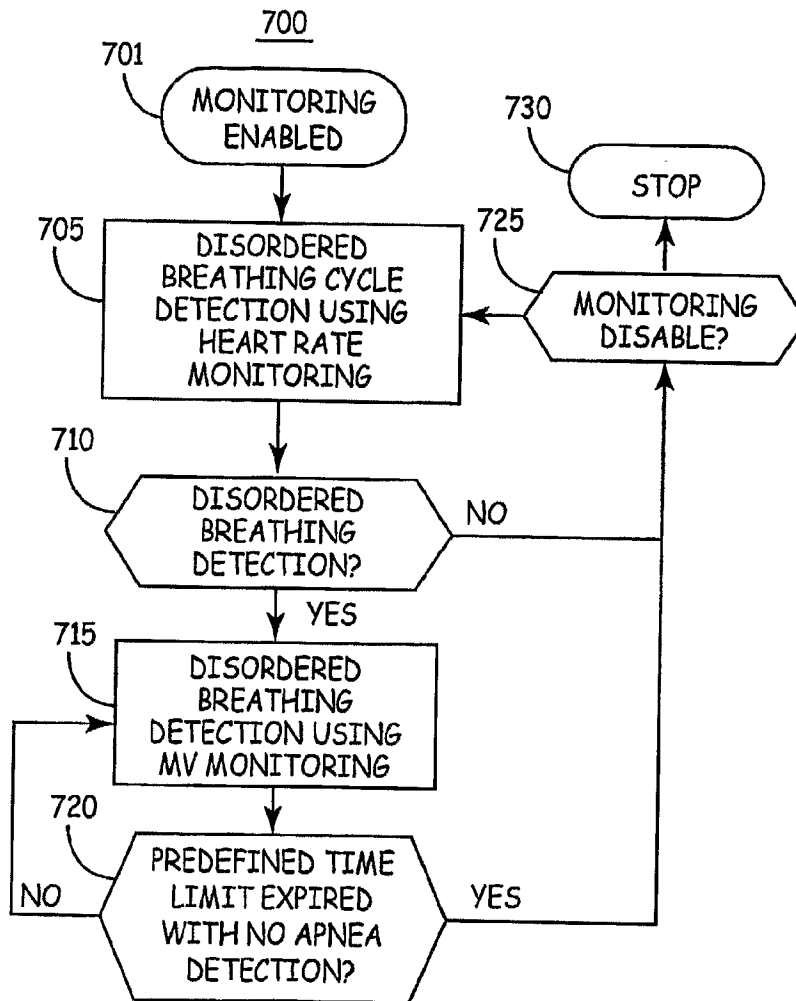 700
701
MONITORING
ENABLED
730
STOP
705
DISORDERED
BREATHING CYCLE
DETECTION USING
HEART RATE
MONITORING
725
MONITORING
DISABLE?
710
DISORDERED
BREATHING
DETECTION?
NO
YES
715
DISORDERED
BREATHING
DETECTION USING
MV MONITORING
720
PREDEFINED TIME
LIMIT EXPIRED
WITH NO APNEA
DETECTION?
NO
YES